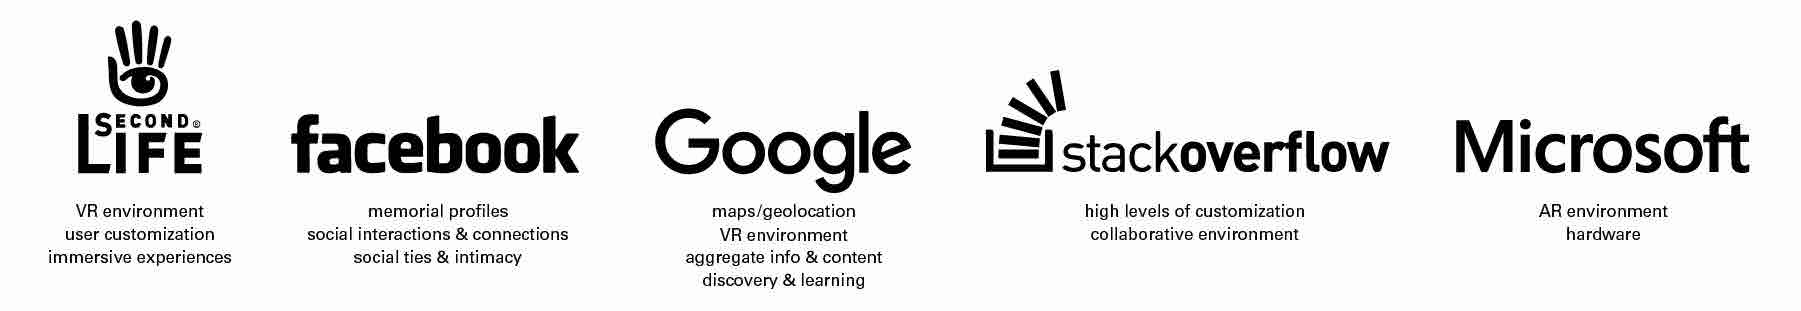 SECOND®
LIFE
VR environment
user customization
immersive experiences
facebook
memorial profiles
social interactions & connections
social ties & intimacy
Google
maps/geolocation
VR environment
aggregate info & content
discovery & learning
stackoverflow
high levels of customization
collaborative environment
Microsoft
AR environment
hardware